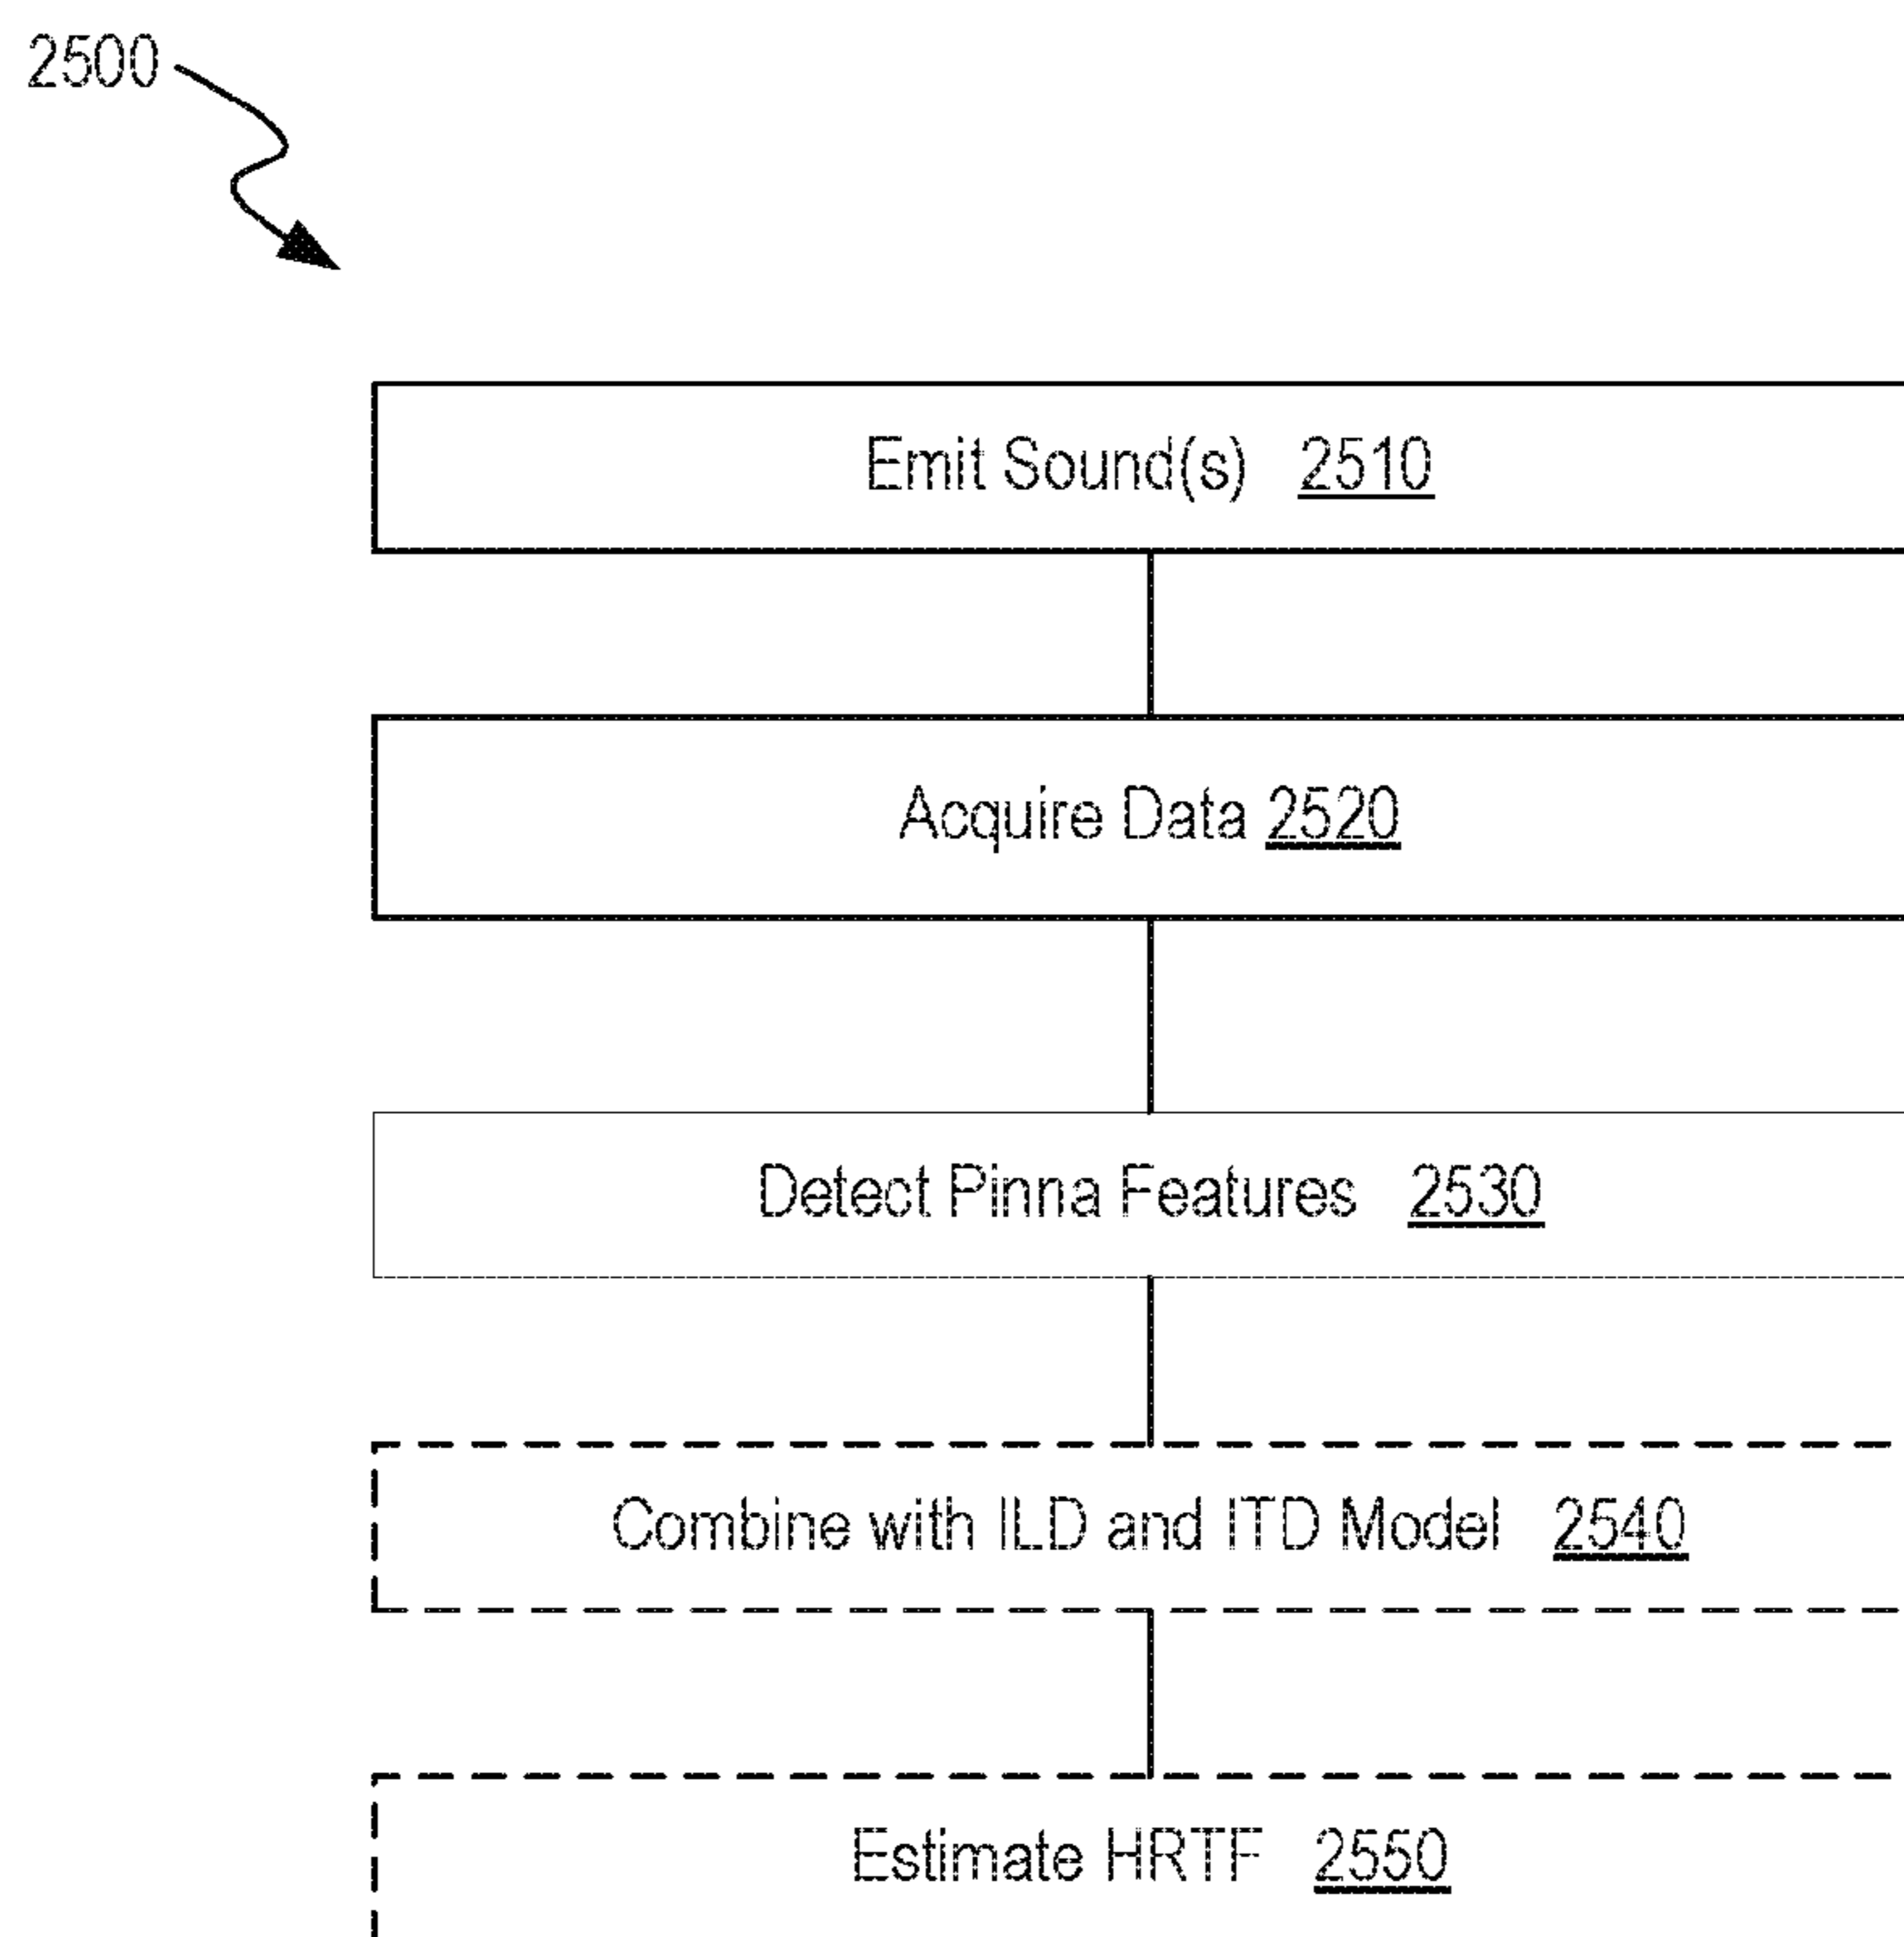 2500
Emit Sound(s) 2510
Acquire Data 2520
Detect Pinna Features 2530
Combine with ILD and ITD Model 2540
Estimate HRTF 2550